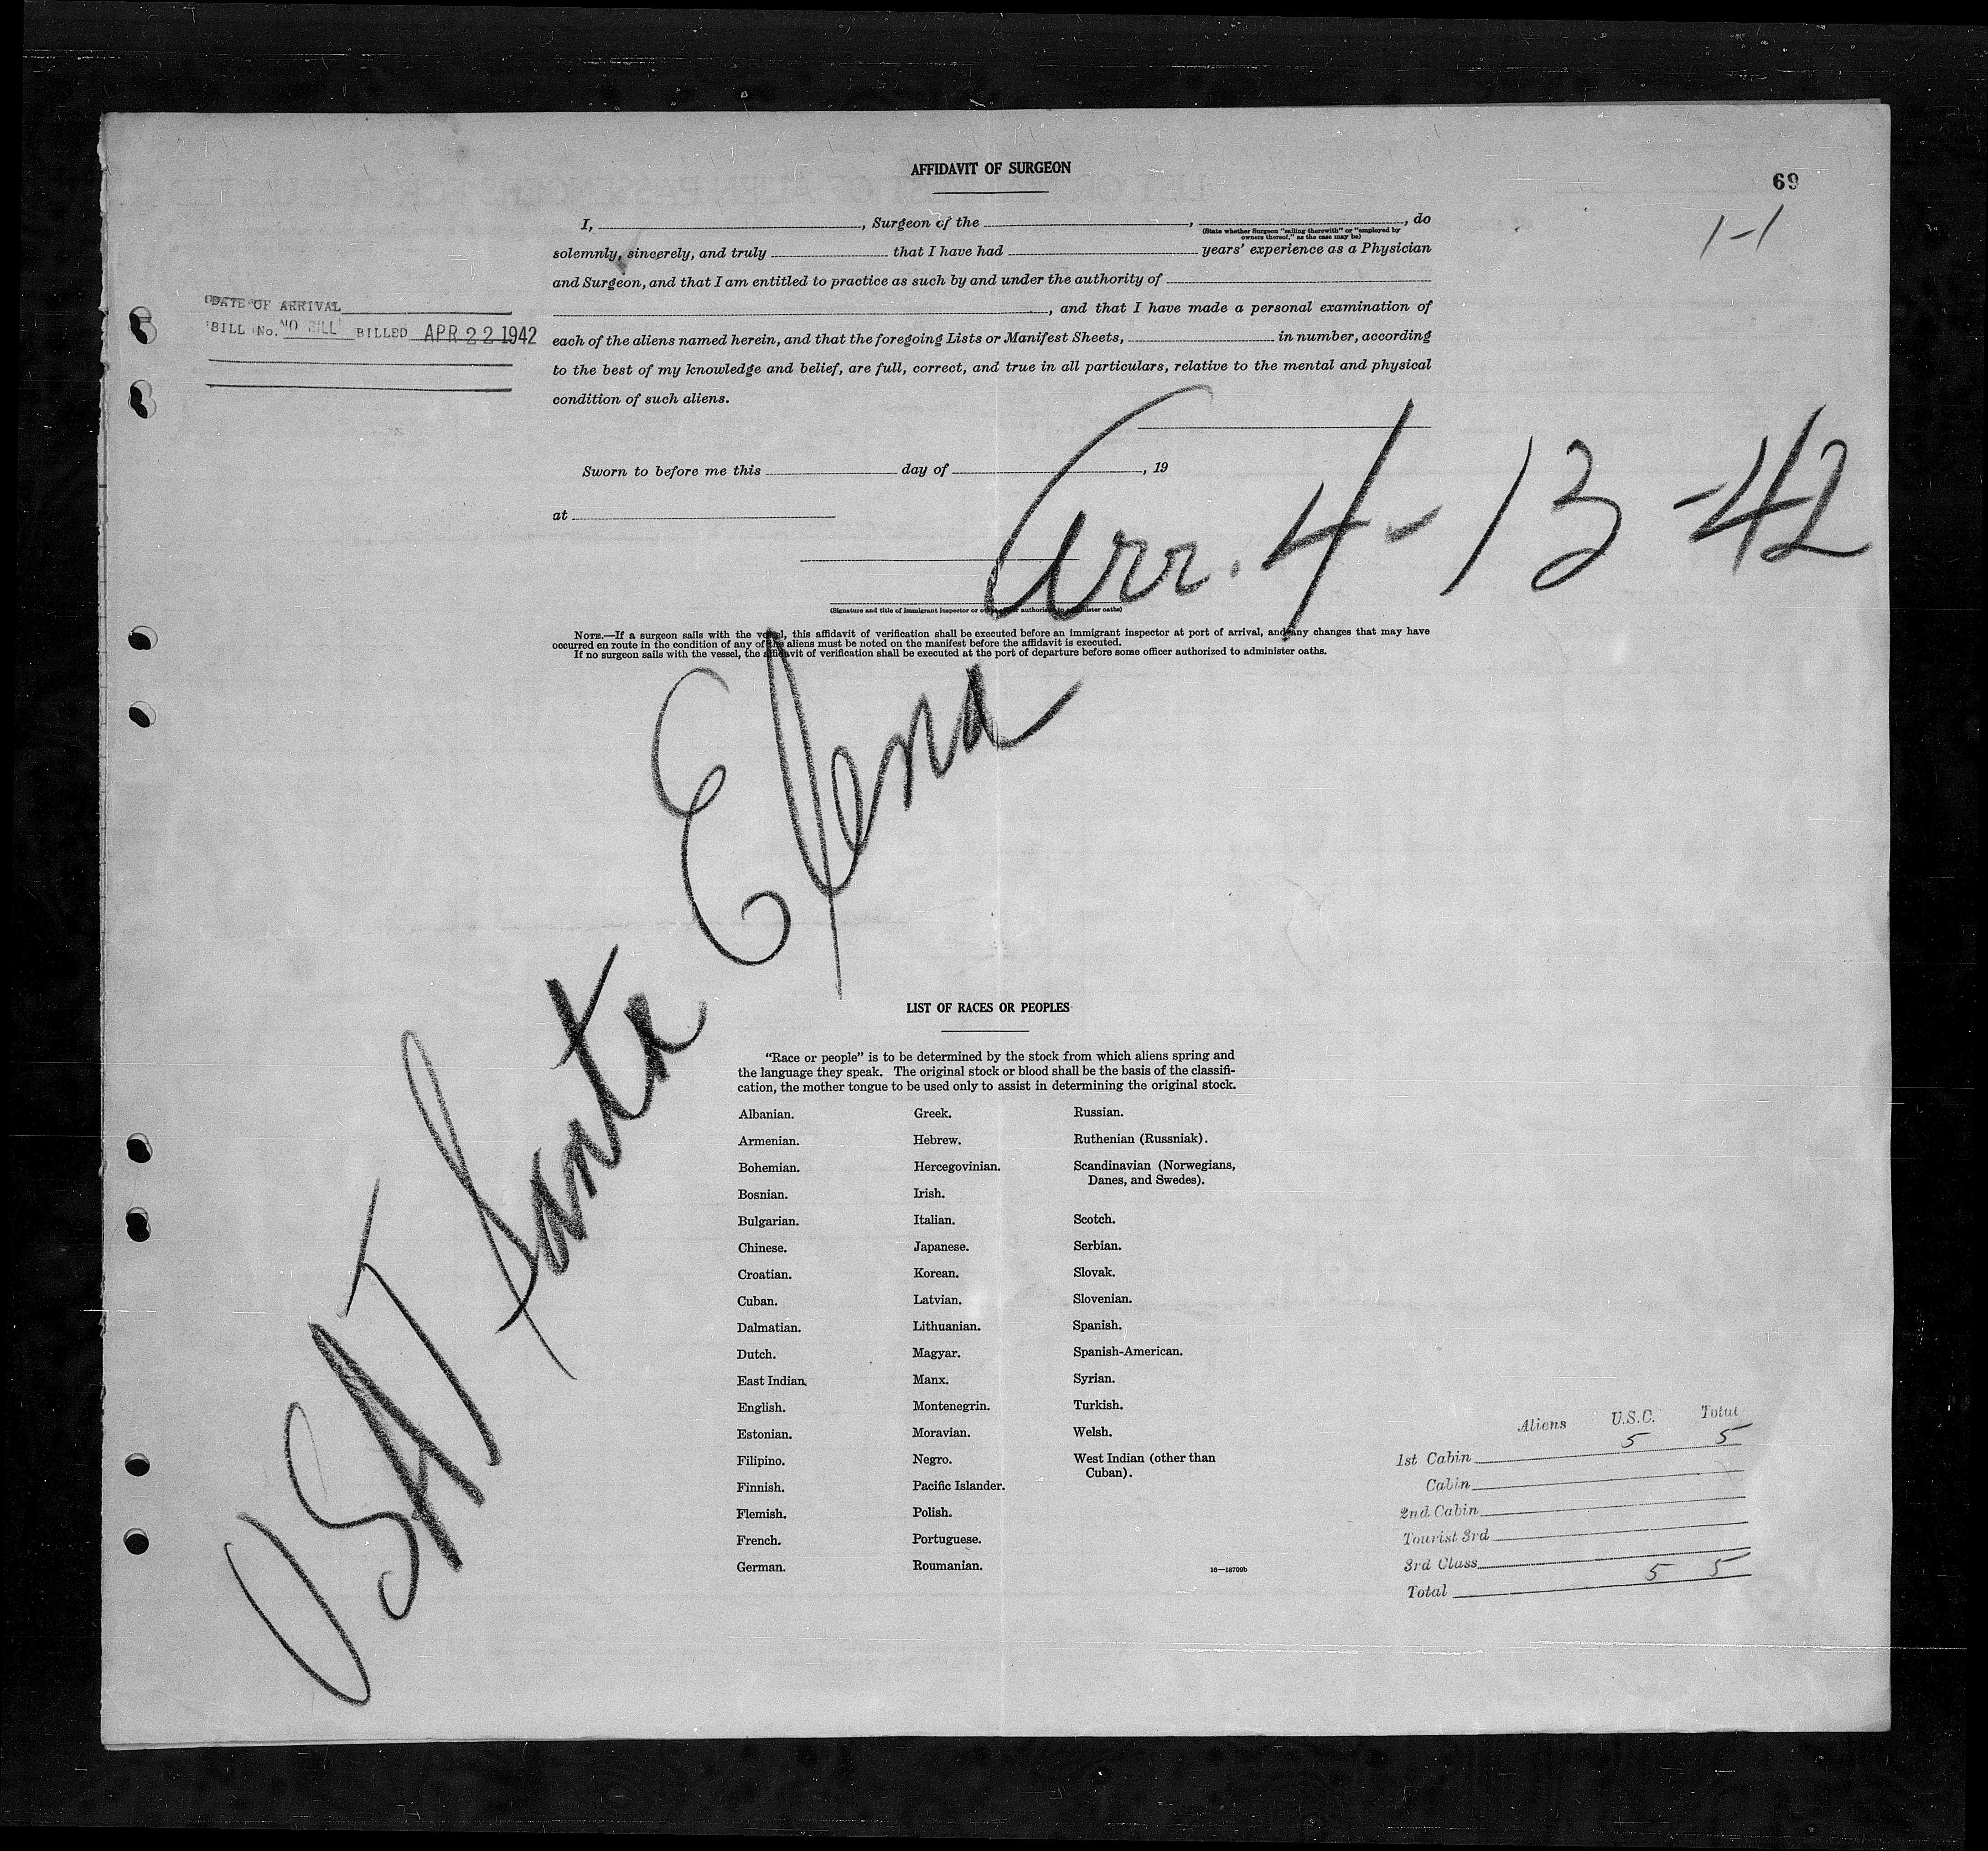 AFFIDAVIT OF SURGEON
69
1-1
I, , Surgeon of the , , do
(State whether Surgeon "sailing therewith" or "employed by
owners thereof," as the case may be)
solemnly, sincerely, and truly that I have had years' experience as a Physician
and Surgeon, and that I am entitled to practice as such by and under the authority of
, and that I have made a personal examination of
each of the aliens named herein, and that the foregoing Lists or Manifest Sheets, in number, according
to the best of my knowledge and belief, are full, correct, and true in all particulars, relative to the mental and physical
condition of such aliens.
DATE OF ARRIVAL
BILL No. NO BILL BILLED APR 22 1942
Arr. 4-13-42
Sworn to before me this day of , 19
at
(Signature and title of immigrant inspector or other officer authorized to administer oaths)
NOTE.—If a surgeon sails with the vessel, this affidavit of verification shall be executed before an immigrant inspector at port of arrival, and any changes that may have
occurred en route in the condition of any of the aliens must be noted on the manifest before the affidavit is executed.
If no surgeon sails with the vessel, the affidavit of verification shall be executed at the port of departure before some officer authorized to administer oaths.
USAT Santa Elena
LIST OF RACES OR PEOPLES
"Race or people" is to be determined by the stock from which aliens spring and
the language they speak. The original stock or blood shall be the basis of the classifi-
cation, the mother tongue to be used only to assist in determining the original stock.
Albanian.
Armenian.
Bohemian.
Bosnian.
Bulgarian.
Chinese.
Croatian.
Cuban.
Dalmatian.
Dutch.
East Indian.
English.
Estonian.
Filipino.
Finnish.
Flemish.
French.
German.
Greek.
Hebrew.
Hercegovinian.
Irish.
Italian.
Japanese.
Korean.
Latvian.
Lithuanian.
Magyar.
Manx.
Montenegrin.
Moravian.
Negro.
Pacific Islander.
Polish.
Portuguese.
Roumanian.
Russian.
Ruthenian (Russniak).
Scandinavian (Norwegians,
Danes, and Swedes).
Scotch.
Serbian.
Slovak.
Slovenian.
Spanish.
Spanish-American.
Syrian.
Turkish.
Welsh.
West Indian (other than
Cuban).
16—18709b
Aliens U.S.C. Total
1st Cabin 5 5
Cabin
2nd Cabin
Tourist 3rd
3rd Class
Total 5 5